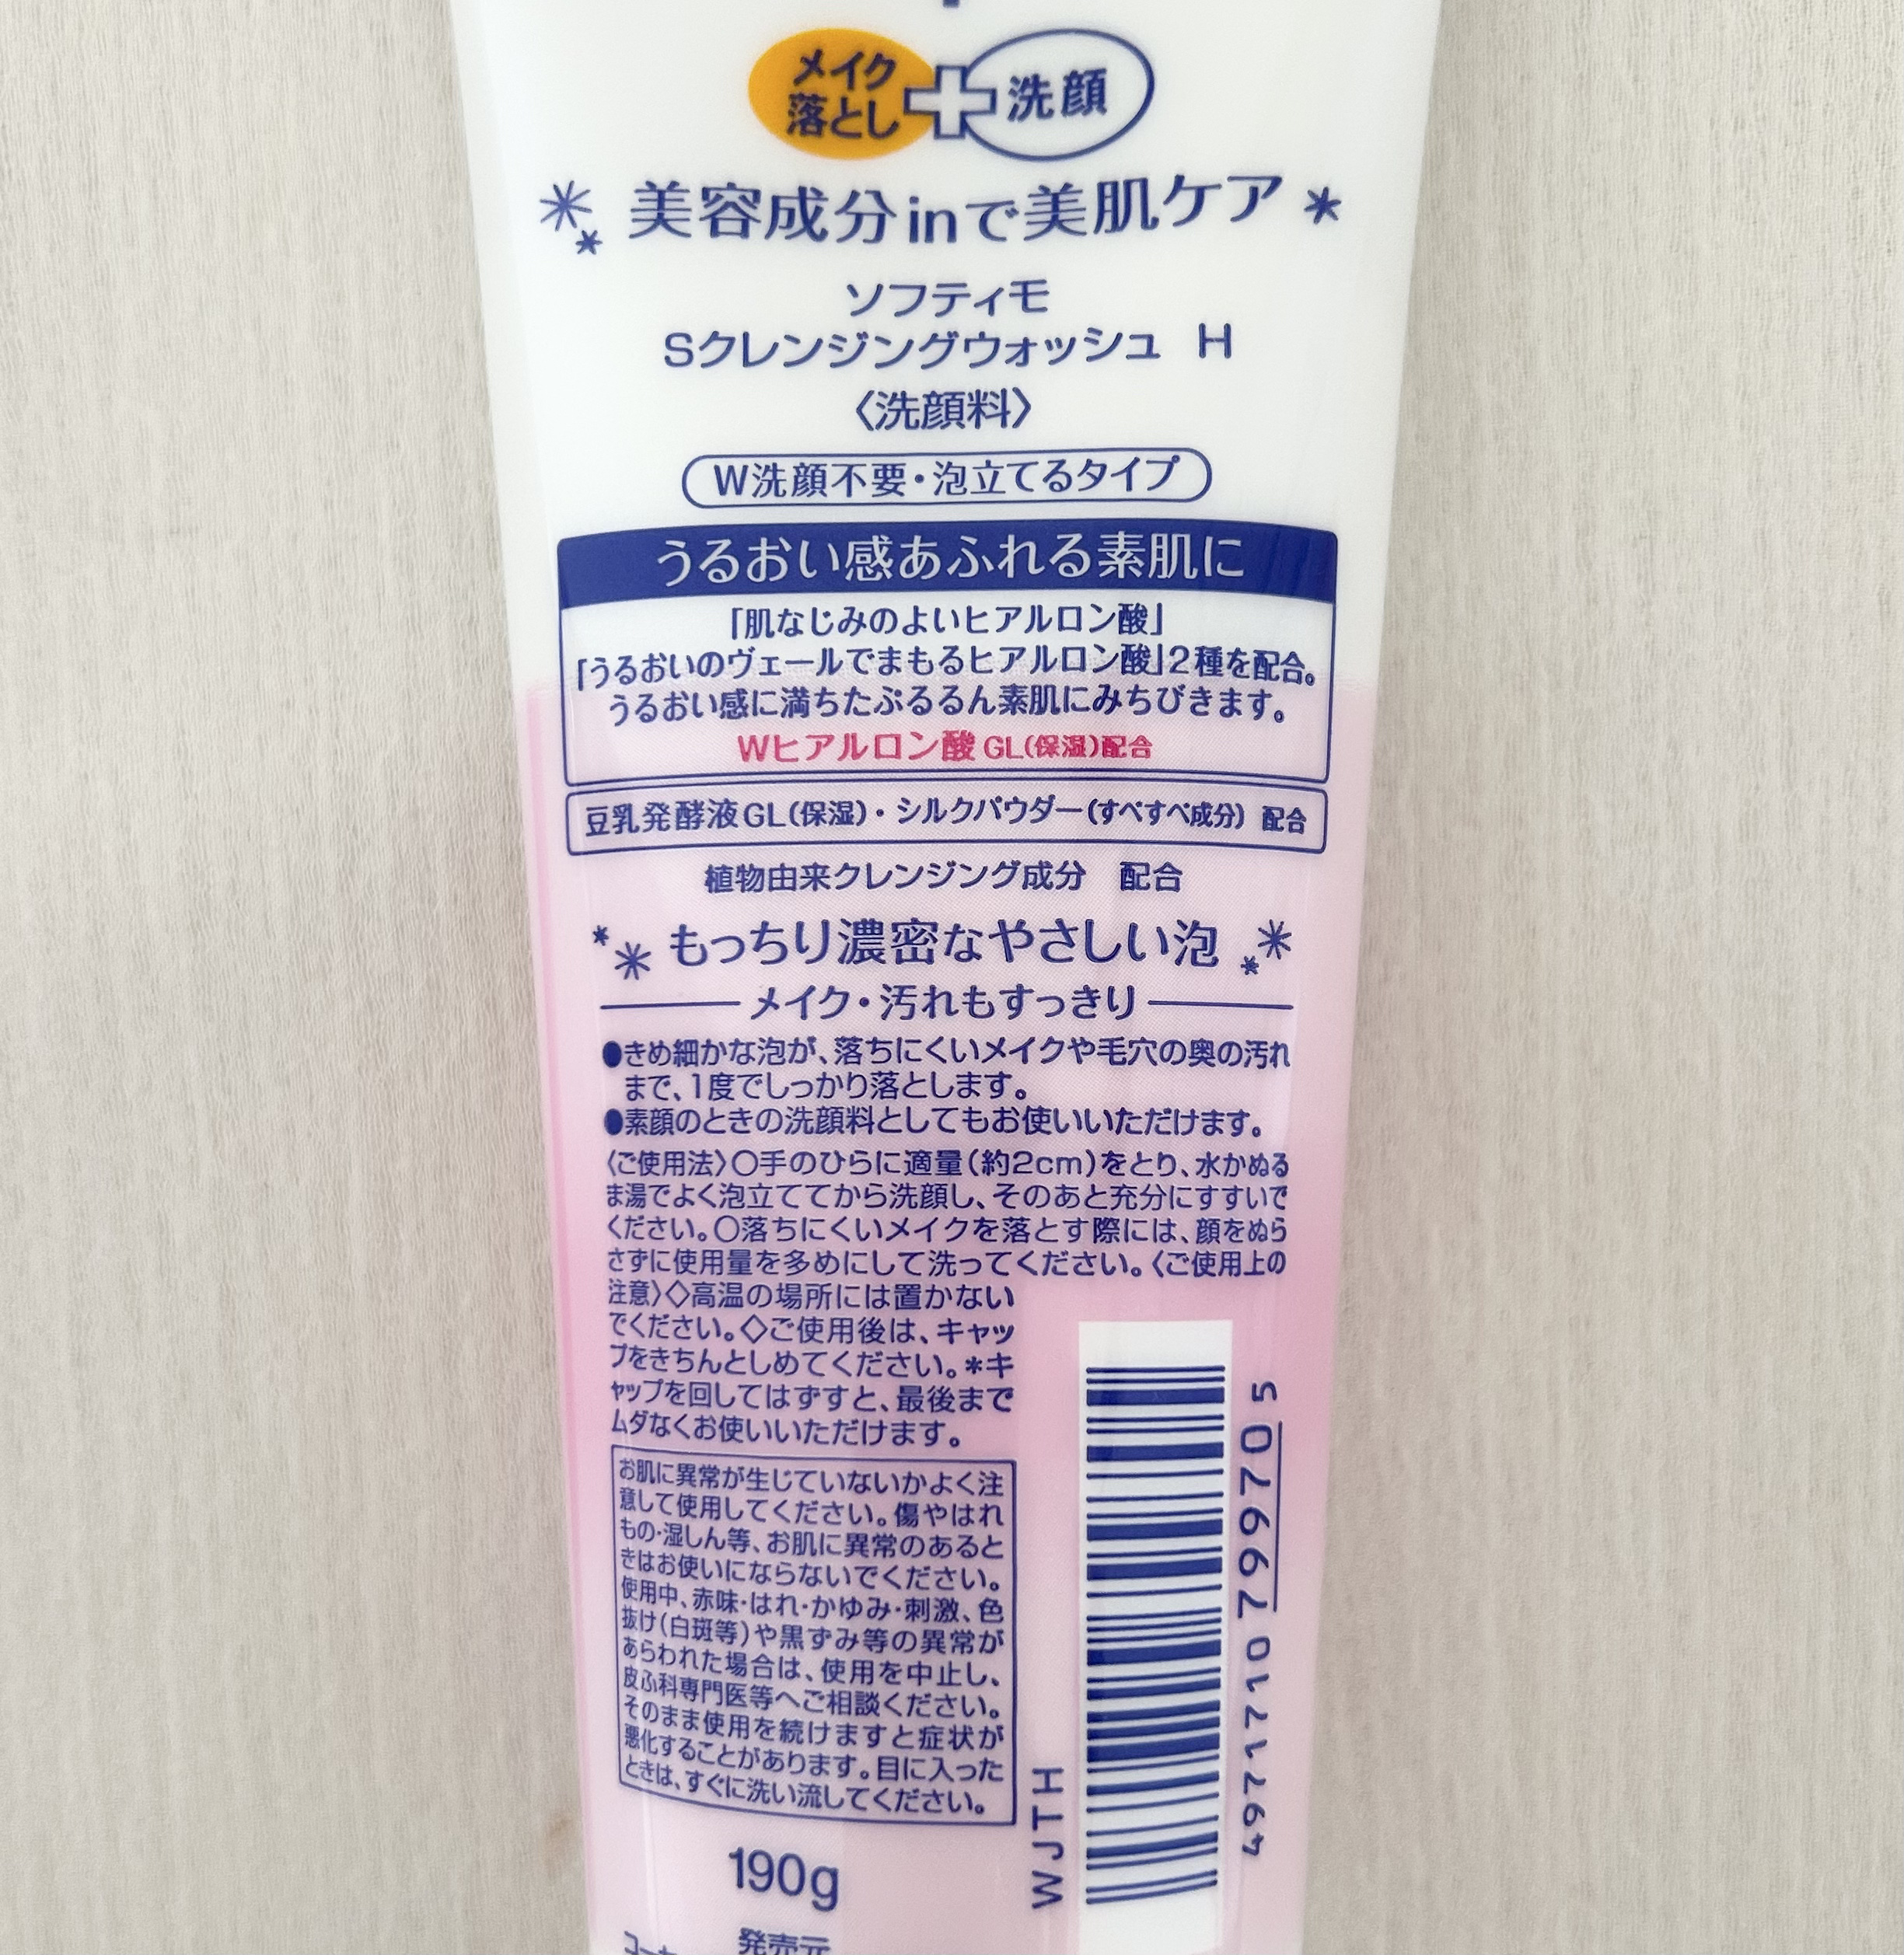 メイク
落とし
洗顔
美容成分inで美肌ケア
ソフティモ
Sクレンジングウォッシュ H
〈洗顔料〉
W洗顔不要・泡立てるタイプ
うるおい感あふれる素肌に
「肌なじみのよいヒアルロン酸」
「うるおいのヴェールでまもるヒアルロン酸」2種を配合。
うるおい感に満ちたぷるるん素肌にみちびきます。
Wヒアルロン酸GL(保湿)配合
豆乳発酵液GL(保湿)・シルクパウダー(すべすべ成分) 配合
植物由来クレンジング成分 配合
もっちり濃密なやさしい泡
メイク・汚れもすっきり
●きめ細かな泡が、落ちにくいメイクや毛穴の奥の汚れ
まで、1度でしっかり落とします。
●素顔のときの洗顔料としてもお使いいただけます。
〈ご使用法〉○手のひらに適量(約2cm)をとり、水かぬる
ま湯でよく泡立ててから洗顔し、そのあと充分にすすいで
ください。○落ちにくいメイクを落とす際には、顔をぬら
さずに使用量を多めにして洗ってください。〈ご使用上の
注意〉◇高温の場所には置かない
でください。◇ご使用後は、キャッ
プをきちんとしめてください。*キ
ャップを回してはずすと、最後まで
ムダなくお使いいただけます。
お肌に異常が生じていないかよく注
意して使用してください。傷やはれ
もの・湿しん等、お肌に異常のあると
きはお使いにならないでください。
使用中、赤味・はれ・かゆみ・刺激、色
抜け(白斑等)や黒ずみ等の異常が
あらわれた場合は、使用を中止し、
皮ふ科専門医等へご相談ください。
そのまま使用を続けますと症状が
悪化することがあります。目に入った
ときは、すぐに洗い流してください。
WJTH
4971710 799705
190g
発売元